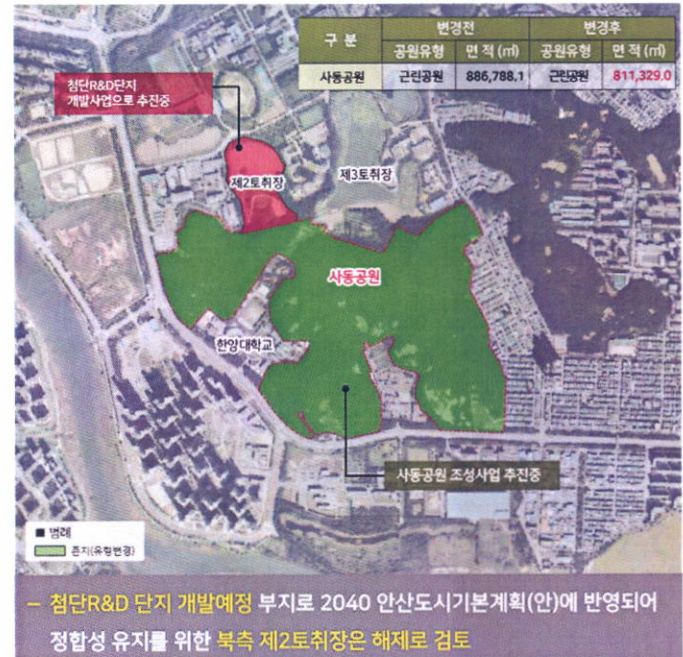 구 분 변경전 변경후
공원유형 면 적 (㎡) 공원유형 면 적 (㎡)
사동공원 근린공원 886,788.1 근린공원 811,329.0
첨단R&D단지
개발사업으로 추진중
제2토취장
제3토취장
사동공원
한양대학교
사동공원 조성사업 추진중
■ 범례
존치(유형변경)
– 첨단R&D 단지 개발예정 부지로 2040 안산도시기본계획(안)에 반영되어
정합성 유지를 위한 북측 제2토취장은 해제로 검토